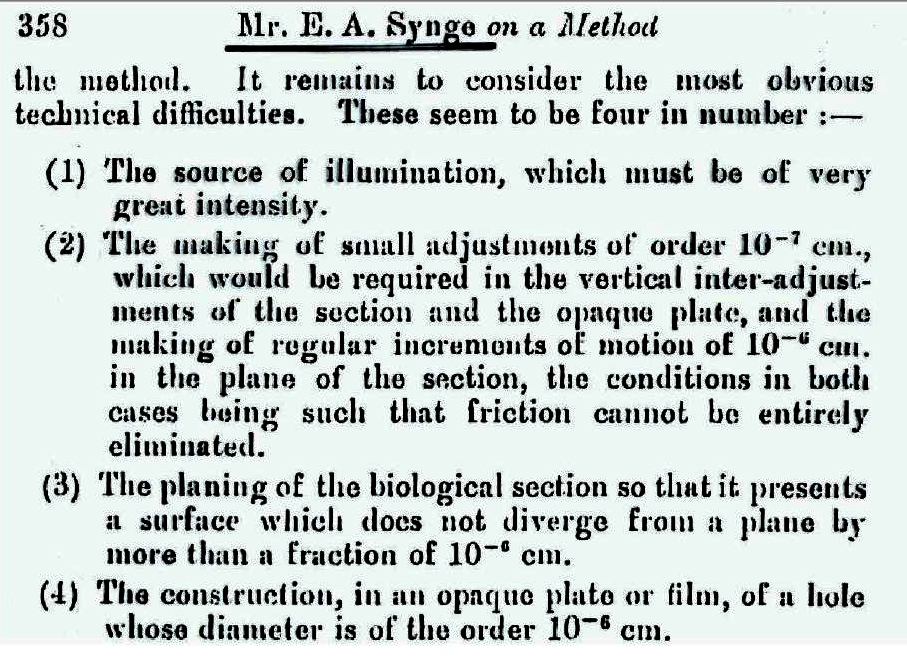 358 Mr. E. A. Synge on a Method
the method. It remains to consider the most obvious
technical difficulties. These seem to be four in number :—
(1) The source of illumination, which must be of very
great intensity.
(2) The making of small adjustments of order 10⁻⁷ cm.,
which would be required in the vertical inter-adjust-
ments of the section and the opaque plate, and the
making of regular increments of motion of 10⁻⁶ cm.
in the plane of the section, the conditions in both
cases being such that friction cannot be entirely
eliminated.
(3) The planing of the biological section so that it presents
a surface which does not diverge from a plane by
more than a fraction of 10⁻⁶ cm.
(4) The construction, in an opaque plate or film, of a hole
whose diameter is of the order 10⁻⁶ cm.